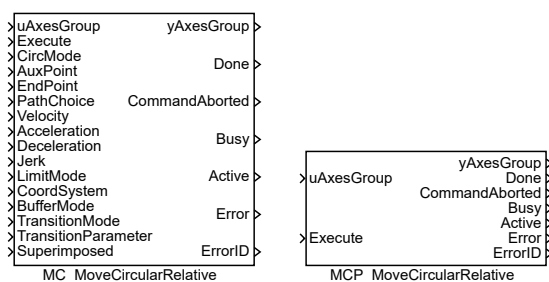 uAxesGroup
Execute
CircMode
AuxPoint
EndPoint
PathChoice
Velocity
Acceleration
Deceleration
Jerk
LimitMode
CoordSystem
BufferMode
TransitionMode
TransitionParameter
Superimposed
yAxesGroup
Done
CommandAborted
Busy
Active
Error
ErrorID
MC_MoveCircularRelative
uAxesGroup
Execute
yAxesGroup
Done
CommandAborted
Busy
Active
Error
ErrorID
MCP_MoveCircularRelative